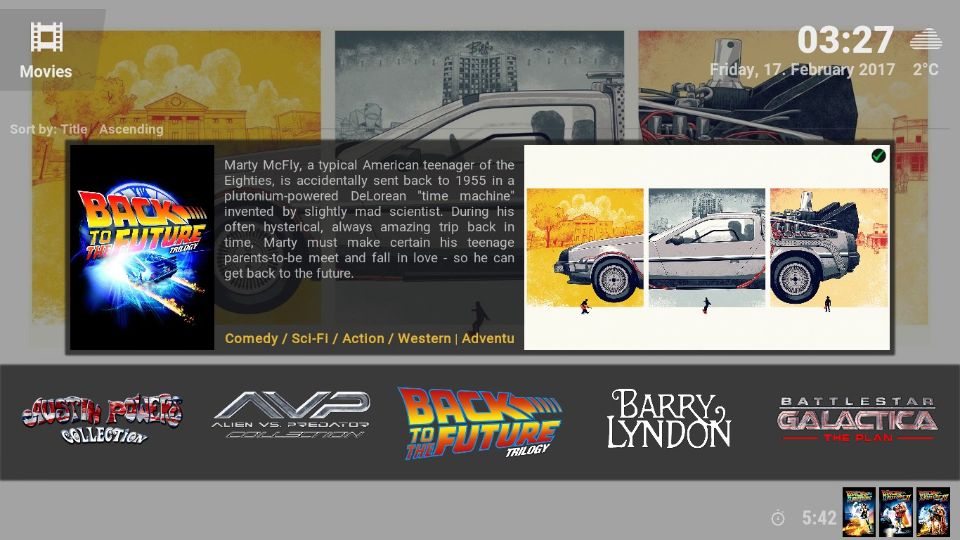 Movies
03:27
Friday, 17. February 2017 2°C
Sort by: Title / Ascending
BACK
TO THE
FUTURE
TRILOGY
Marty McFly, a typical American teenager of the
Eighties, is accidentally sent back to 1955 in a
plutonium-powered DeLorean "time machine"
invented by slightly mad scientist. During his
often hysterical, always amazing trip back in
time, Marty must make certain his teenage
parents-to-be meet and fall in love - so he can
get back to the future.
Comedy / Sci-Fi / Action / Western | Adventu
AUSTIN POWERS
COLLECTION
AVP
ALIEN VS. PREDATOR
COLLECTION
BACK
TO THE
FUTURE
TRILOGY
BARRY
LYNDON
BATTLESTAR
GALACTICA
THE PLAN
5:42